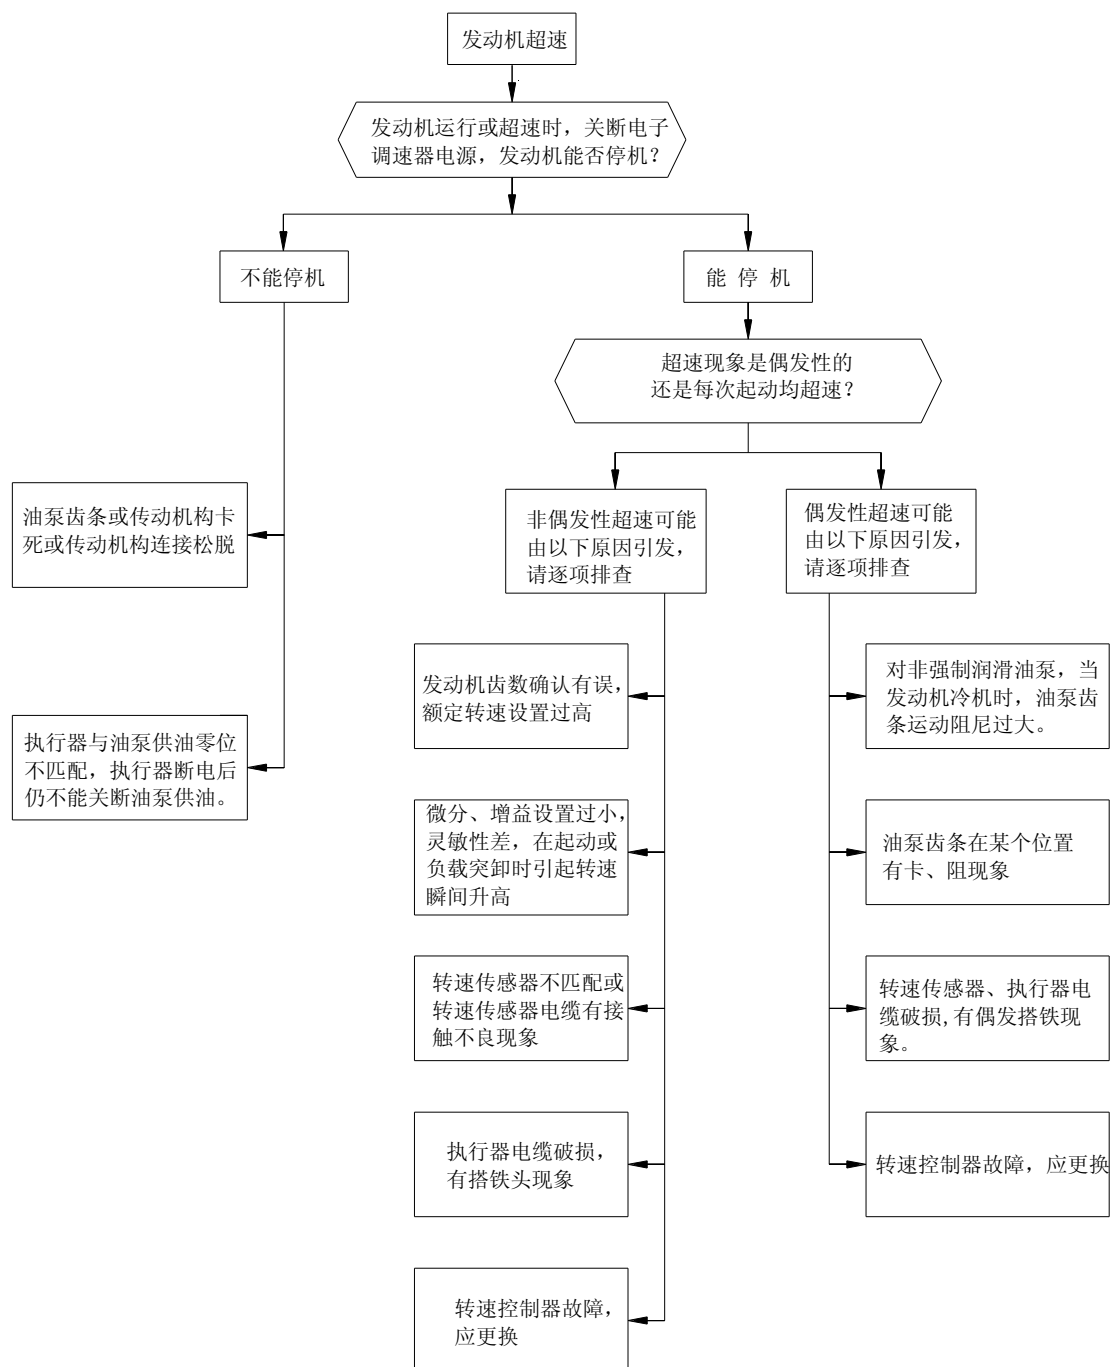 发动机超速
发动机运行或超速时，关断电子
调速器电源，发动机能否停机？
不能停机
能 停 机
超速现象是偶发性的
还是每次起动均超速？
油泵齿条或传动机构卡
死或传动机构连接松脱
执行器与油泵供油零位
不匹配，执行器断电后
仍不能关断油泵供油。
非偶发性超速可能
由以下原因引发，
请逐项排查
偶发性超速可能
由以下原因引发，
请逐项排查
发动机齿数确认有误，
额定转速设置过高
微分、增益设置过小，
灵敏性差，在起动或
负载突卸时引起转速
瞬间升高
转速传感器不匹配或
转速传感器电缆有接
触不良现象
执行器电缆破损，
有搭铁头现象
转速控制器故障，
应更换
对非强制润滑油泵，当
发动机冷机时，油泵齿
条运动阻尼过大。
油泵齿条在某个位置
有卡、阻现象
转速传感器、执行器电
缆破损,有偶发搭铁现
象。
转速控制器故障，应更换